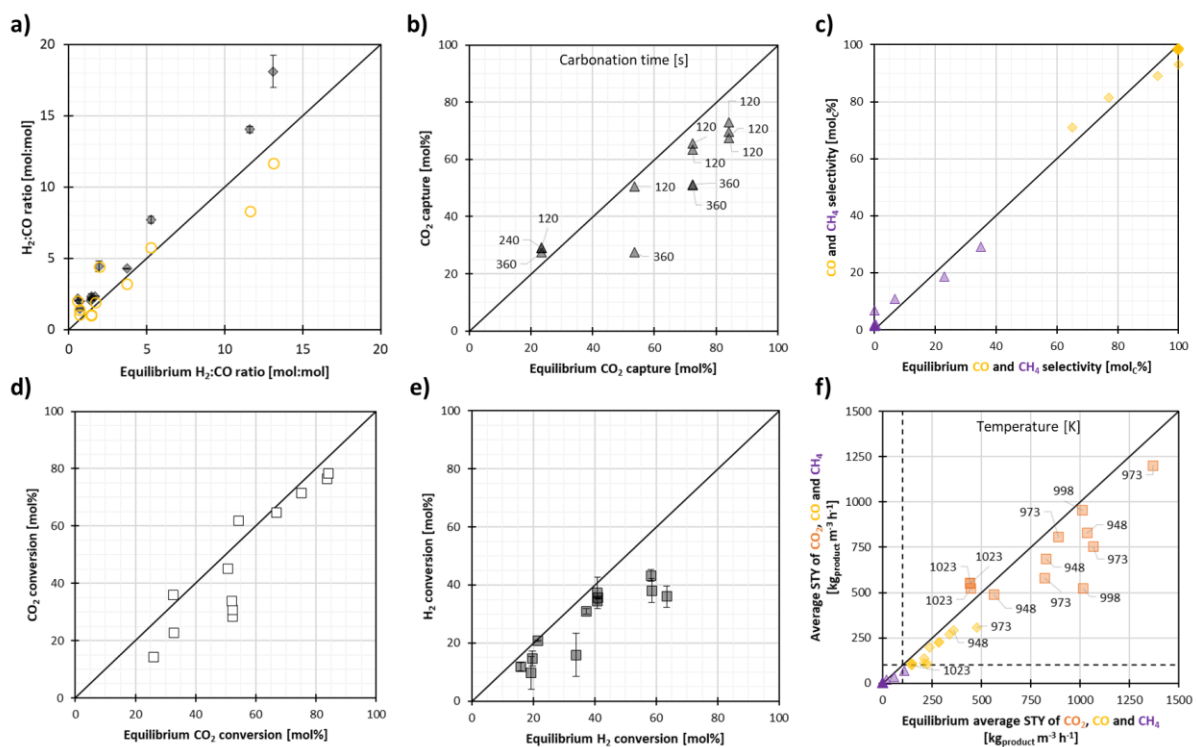 a)
20
15
10
5
0
H₂:CO ratio [mol:mol]
0 5 10 15 20
Equilibrium H₂:CO ratio [mol:mol]
b)
Carbonation time [s]
100
80
60
40
20
0
CO₂ capture [mol%]
120
120
120
120
120
120
360
360
120
240
360
360
0 20 40 60 80 100
Equilibrium CO₂ capture [mol%]
c)
100
80
60
40
20
0
CO and CH₄ selectivity [molC%]
0 20 40 60 80 100
Equilibrium CO and CH₄ selectivity [molC%]
d)
100
80
60
40
20
0
CO₂ conversion [mol%]
0 20 40 60 80 100
Equilibrium CO₂ conversion [mol%]
e)
100
80
60
40
20
0
H₂ conversion [mol%]
0 20 40 60 80 100
Equilibrium H₂ conversion [mol%]
f)
Temperature [K]
1500
1250
1000
750
500
250
0
Average STY of CO₂, CO and CH₄
[kgproduct m⁻³ h⁻¹]
973
998
973
948
948
973
1023
1023
1023
948
973
998
973
948
1023
0 250 500 750 1000 1250 1500
Equilibrium average STY of CO₂, CO and CH₄
[kgproduct m⁻³ h⁻¹]